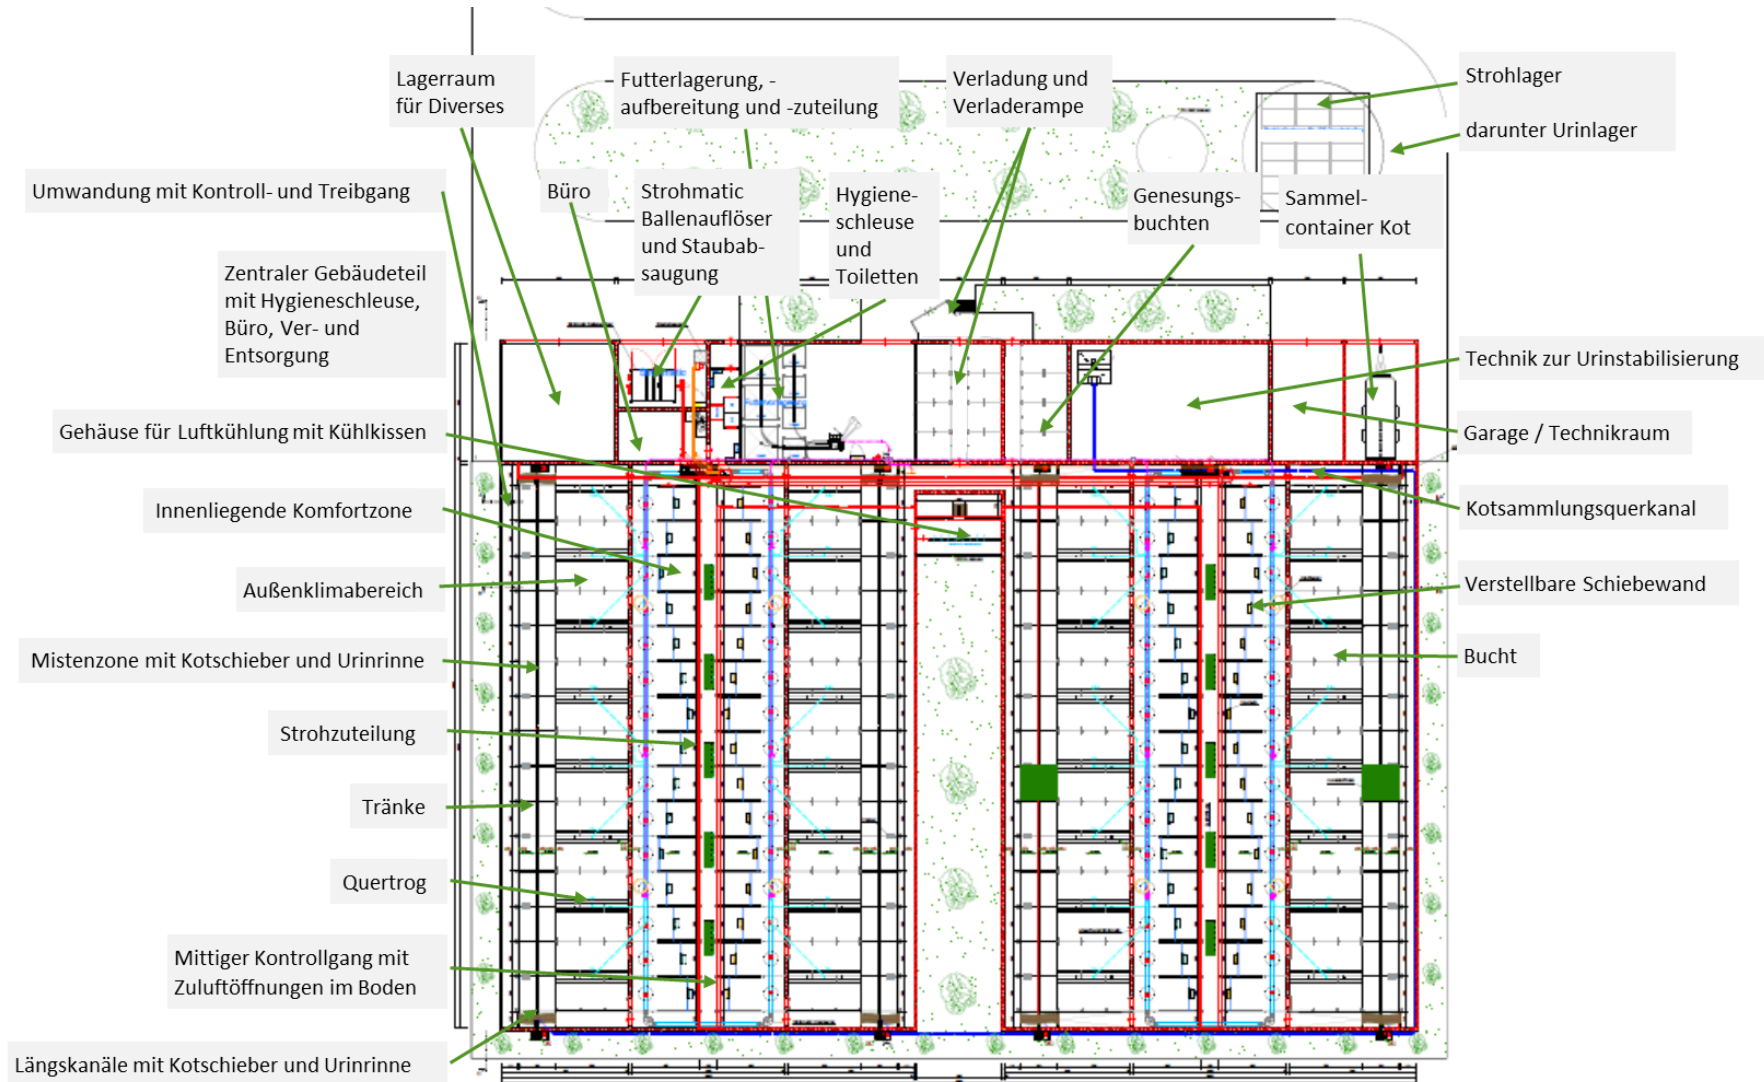 Lagerraum
für Diverses
Futterlagerung, -
aufbereitung und -zuteilung
Verladung und
Verladerampe
Strohlager
darunter Urinlager
Umwandung mit Kontroll- und Treibgang
Büro
Strohmatic
Ballenauflöser
und Staubab-
saugung
Hygiene-
schleuse
und
Toiletten
Genesungs-
buchten
Sammel-
container Kot
Zentraler Gebäudeteil
mit Hygieneschleuse,
Büro, Ver- und
Entsorgung
Technik zur Urinstabilisierung
Gehäuse für Luftkühlung mit Kühlkissen
Garage / Technikraum
Innenliegende Komfortzone
Kotsammlungsquerkanal
Außenklimabereich
Verstellbare Schiebewand
Mistenzone mit Kotschieber und Urinrinne
Bucht
Strohzuteilung
Tränke
Quertrog
Mittiger Kontrollgang mit
Zuluftöffnungen im Boden
Längskanäle mit Kotschieber und Urinrinne